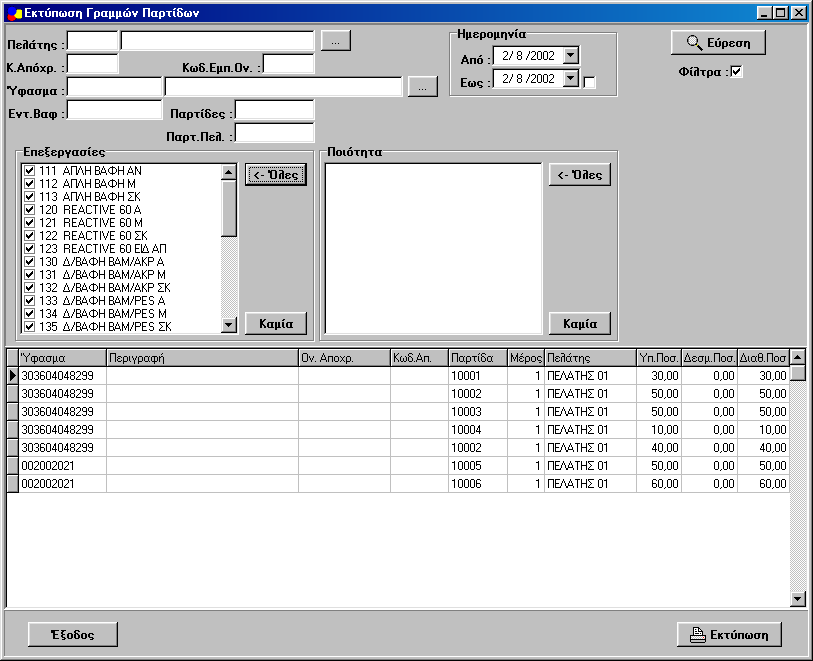 Εκτύπωση Γραμμών Παρτίδων
Πελάτης : ...
Κ.Απόχρ. : Κωδ.Εμπ.Ον. :
Ύφασμα : ...
Εντ.Βαφ : Παρτίδες :
Παρτ.Πελ. :
Ημερομηνία
Από : 2/ 8 /2002
Εως : 2/ 8 /2002
Εύρεση
Φίλτρα :
Επεξεργασίες
111 ΑΠΛΗ ΒΑΦΗ ΑΝ
112 ΑΠΛΗ ΒΑΦΗ Μ
113 ΑΠΛΗ ΒΑΦΗ ΣΚ
120 REACTIVE 60 Α
121 REACTIVE 60 Μ
122 REACTIVE 60 ΣΚ
123 REACTIVE 60 ΕΙΔ ΑΠ
130 Δ/ΒΑΦΗ ΒΑΜ/ΑΚΡ Α
131 Δ/ΒΑΦΗ ΒΑΜ/ΑΚΡ Μ
132 Δ/ΒΑΦΗ ΒΑΜ/ΑΚΡ ΣΚ
133 Δ/ΒΑΦΗ ΒΑΜ/PES Α
134 Δ/ΒΑΦΗ ΒΑΜ/PES Μ
135 Δ/ΒΑΦΗ ΒΑΜ/PES ΣΚ
<- Όλες
Καμία
Ποιότητα
<- Όλες
Καμία
Ύφασμα Περιγραφή Ον. Αποχρ. Κωδ.Απ. Παρτίδα Μέρος Πελάτης Υπ.Ποσ. Δεσμ.Ποσ. Διαθ.Ποσ
303604048299 10001 1 ΠΕΛΑΤΗΣ 01 30,00 0,00 30,00
303604048299 10002 1 ΠΕΛΑΤΗΣ 01 50,00 0,00 50,00
303604048299 10003 1 ΠΕΛΑΤΗΣ 01 50,00 0,00 50,00
303604048299 10004 1 ΠΕΛΑΤΗΣ 01 10,00 0,00 10,00
303604048299 10002 1 ΠΕΛΑΤΗΣ 01 40,00 0,00 40,00
002002021 10005 1 ΠΕΛΑΤΗΣ 01 50,00 0,00 50,00
002002021 10006 1 ΠΕΛΑΤΗΣ 01 60,00 0,00 60,00
Έξοδος Εκτύπωση